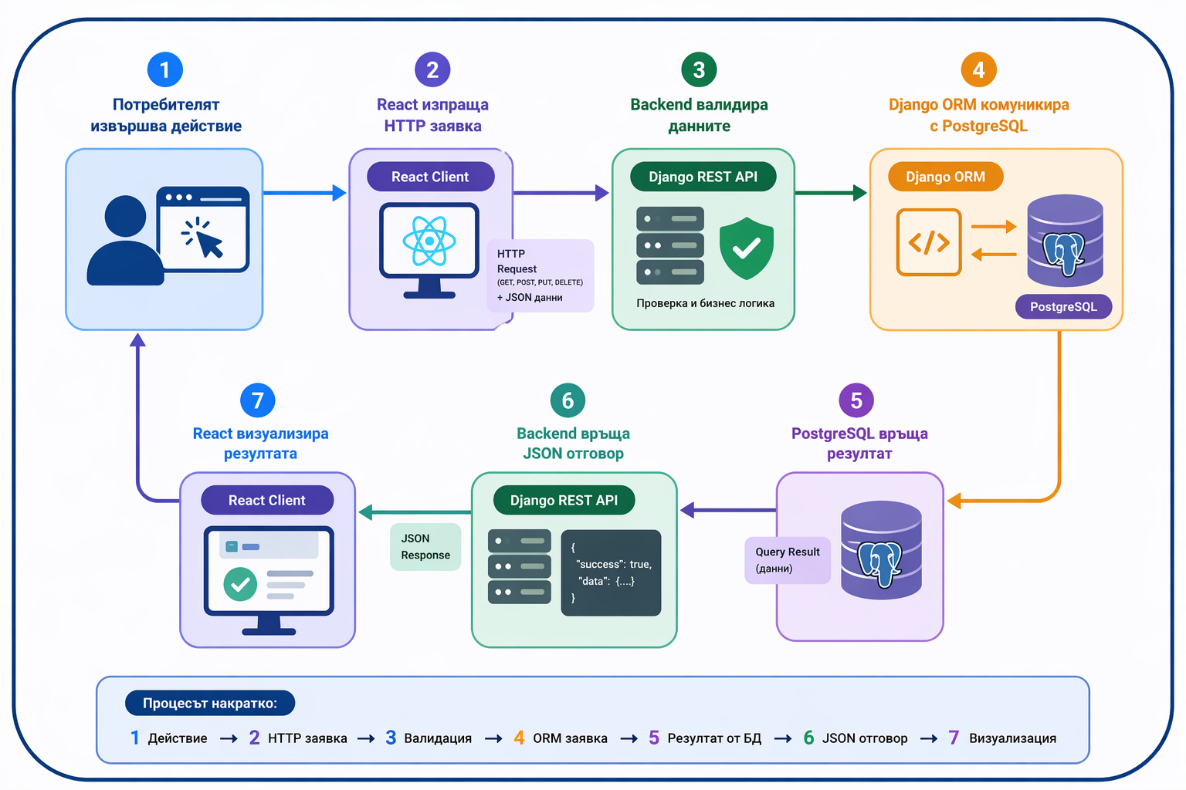 1
Потребителят
извършва действие
2
React изпраща
HTTP заявка
React Client
HTTP
Request
(GET, POST, PUT, DELETE)
+ JSON данни
3
Backend валидира
данните
Django REST API
Проверка и бизнес логика
4
Django ORM комуникира
с PostgreSQL
Django ORM
</>
PostgreSQL
7
React визуализира
резултата
React Client
6
Backend връща
JSON отговор
Django REST API
{
"success": true,
"data": {....}
}
JSON
Response
5
PostgreSQL връща
резултат
Query Result
(данни)
Процесът накратко:
1 Действие → 2 HTTP заявка → 3 Валидация → 4 ORM заявка → 5 Резултат от БД → 6 JSON отговор → 7 Визуализация